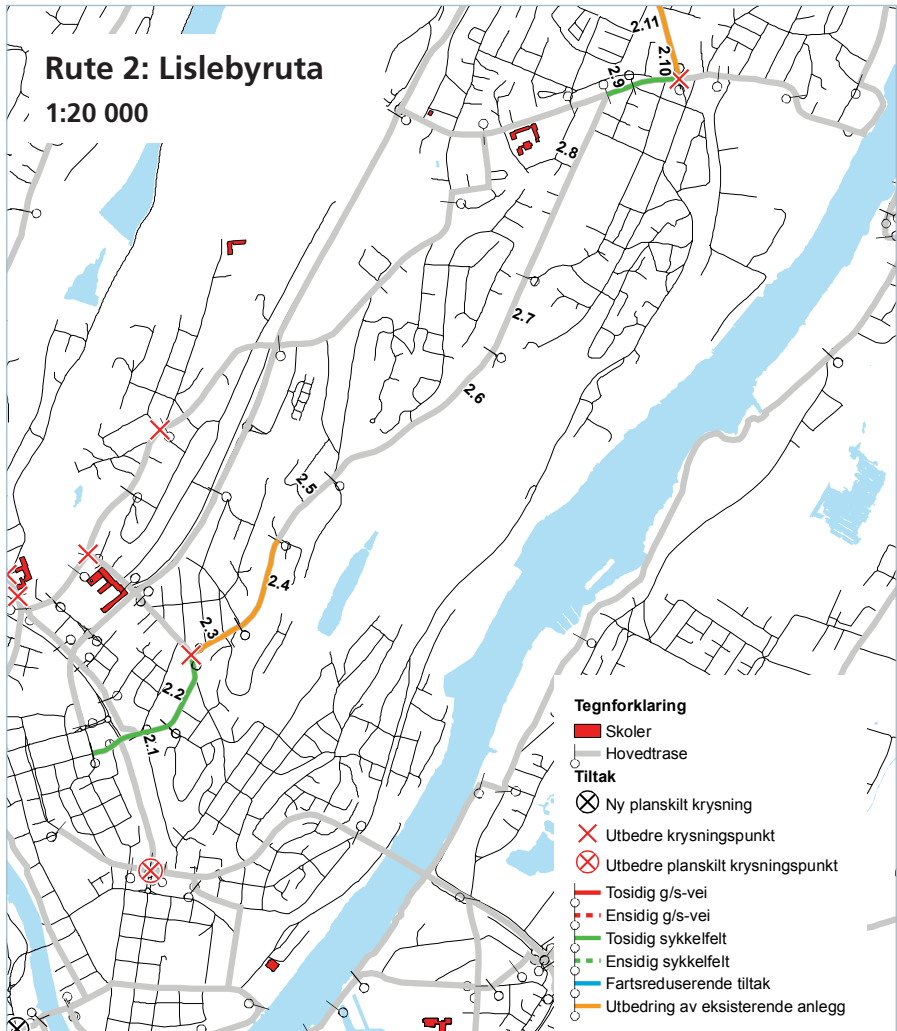 Rute 2: Lislebyruta
1:20 000
2.11
2.10
2.9
2.8
2.7
2.6
2.5
2.4
2.3
2.2
2.1
Tegnforklaring
Skoler
Hovedtrase
Tiltak
Ny planskilt krysning
Utbedre krysningspunkt
Utbedre planskilt krysningspunkt
Tosidig g/s-vei
Ensidig g/s-vei
Tosidig sykkelfelt
Ensidig sykkelfelt
Fartsreduserende tiltak
Utbedring av eksisterende anlegg